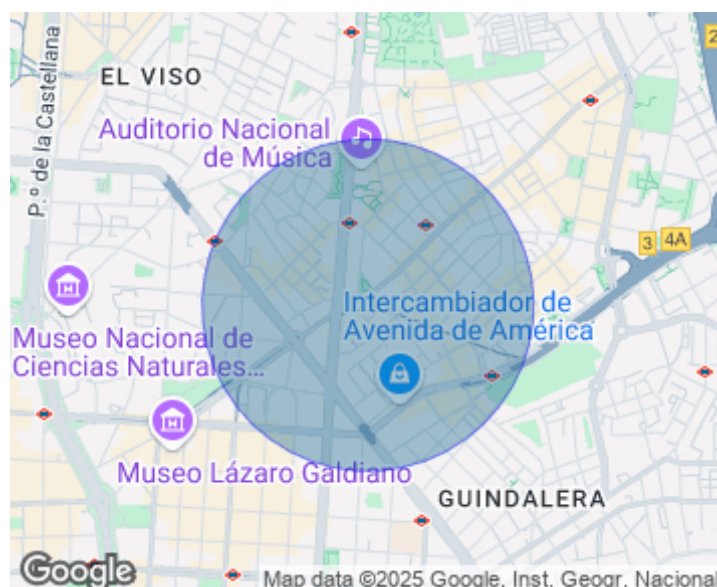 EL VISO
P.º de la Castellana
Auditorio Nacional
de Música
2
3
4A
Intercambiador de
Avenida de América
Museo Nacional de
Ciencias Naturales...
Museo Lázaro Galdiano
GUINDALERA
Google
Map data ©2025 Google, Inst. Geogr. Nacional